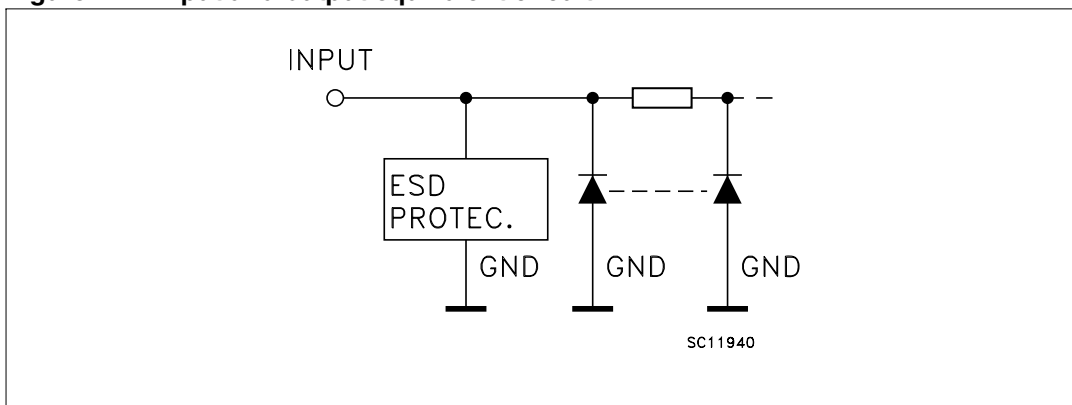 INPUT
ESD
PROTEC.
GND
GND
GND
SC11940